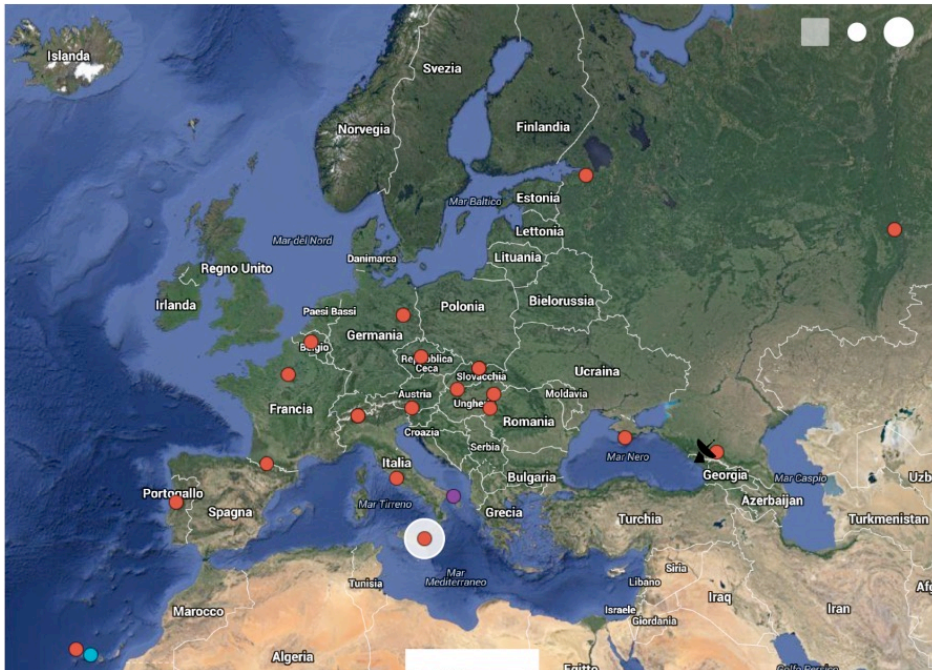 Islanda
Svezia
Norvegia
Finlandia
Mar Baltico
Estonia
Mar del Nord
Lettonia
Danimarca
Lituania
Regno Unito
Irlanda
Paesi Bassi
Polonia
Bielorussia
Germania
Belgio
Repubblica
Ceca
Slovacchia
Ucraina
Austria
Moldavia
Francia
Romania
Croazia
Serbia
Mar Nero
Italia
Bulgaria
Georgia
Mar Caspio
Portogallo
Spagna
Mar Tirreno
Grecia
Azerbaijan
Turchia
Turkmenistan
Mar
Mediterraneo
Tunisia
Siria
Libano
Iraq
Iran
Marocco
Israele
Giordania
Algeria